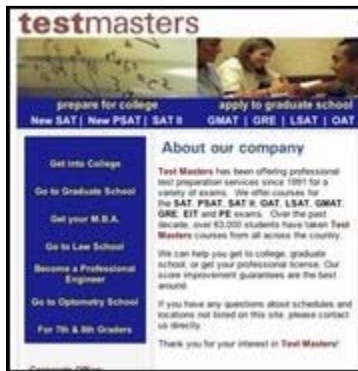 testmasters
prepare for college
apply to graduate school
New SAT | New PSAT | SAT II
GMAT | GRE | LSAT | OAT
Get into College
Go to Graduate School
Get your M.B.A.
Go to Law School
Become a Professional
Engineer
Go to Optometry School
For 7th & 8th Graders
About our company
Test Masters has been offering professional
test preparation services since 1991 for a
variety of exams. We offer courses for
the SAT, PSAT, SAT II, OAT, LSAT, GMAT,
GRE, EIT and PE exams. Over the past
decade, over 63,000 students have taken Test
Masters courses from all across the country.
We can help you get to college, graduate
school, or get your professional license. Our
score improvement guarantees are the best
around.
If you have any questions about schedules and
locations not listed on this site, please contact
us directly.
Thank you for your interest in Test Masters!